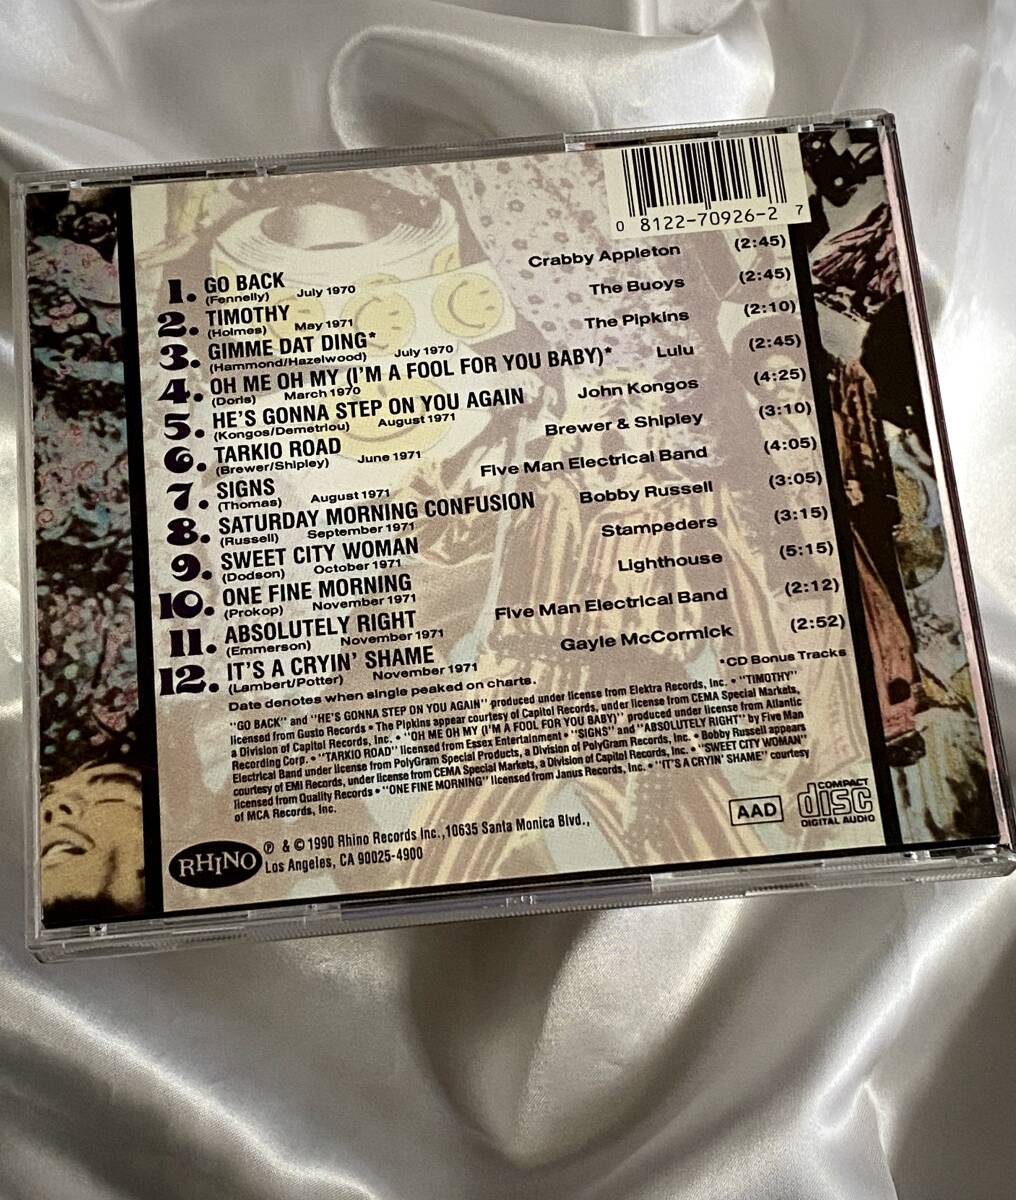 0 8122-70926-2 7
1. GO BACK Crabby Appleton (2:45)
(Fennelly) July 1970
2. TIMOTHY The Buoys (2:45)
(Holmes) May 1971
3. GIMME DAT DING* The Pipkins (2:10)
(Hammond/Hazelwood) July 1970
4. OH ME OH MY (I'M A FOOL FOR YOU BABY)* Lulu (2:45)
(Doris) March 1970
5. HE'S GONNA STEP ON YOU AGAIN John Kongos (4:25)
(Kongos/Demetriou) August 1971
6. TARKIO ROAD Brewer & Shipley (3:10)
(Brewer/Shipley) June 1971
7. SIGNS Five Man Electrical Band (4:05)
(Thomas) August 1971
8. SATURDAY MORNING CONFUSION Bobby Russell (3:05)
(Russell) September 1971
9. SWEET CITY WOMAN Stampeders (3:15)
(Dodson) October 1971
10. ONE FINE MORNING Lighthouse (5:15)
(Prokop) November 1971
11. ABSOLUTELY RIGHT Five Man Electrical Band (2:12)
(Emmerson) November 1971
12. IT'S A CRYIN' SHAME Gayle McCormick (2:52)
(Lambert/Potter) November 1971
*CD Bonus Tracks
Date denotes when single peaked on charts.
"GO BACK" and "HE'S GONNA STEP ON YOU AGAIN" produced under license from Elektra Records, Inc. • "TIMOTHY"
licensed from Gusto Records • The Pipkins appear courtesy of Capitol Records, under license from CEMA Special Markets,
a Division of Capitol Records, Inc. • "OH ME OH MY (I'M A FOOL FOR YOU BABY)" produced under license from Atlantic
Recording Corp. • "TARKIO ROAD" licensed from Essex Entertainment • "SIGNS" and "ABSOLUTELY RIGHT" by Five Man
Electrical Band under license from PolyGram Special Products, a Division of PolyGram Records, Inc. • Bobby Russell appears
courtesy of EMI Records, under license from CEMA Special Markets, a Division of Capitol Records, Inc. • "SWEET CITY WOMAN"
licensed from Quality Records • "ONE FINE MORNING" licensed from Janus Records, Inc. • "IT'S A CRYIN' SHAME" courtesy
of MCA Records, Inc.
AAD
COMPACT
disc
DIGITAL AUDIO
RHINO
℗ & © 1990 Rhino Records Inc., 10635 Santa Monica Blvd.,
Los Angeles, CA 90025-4900